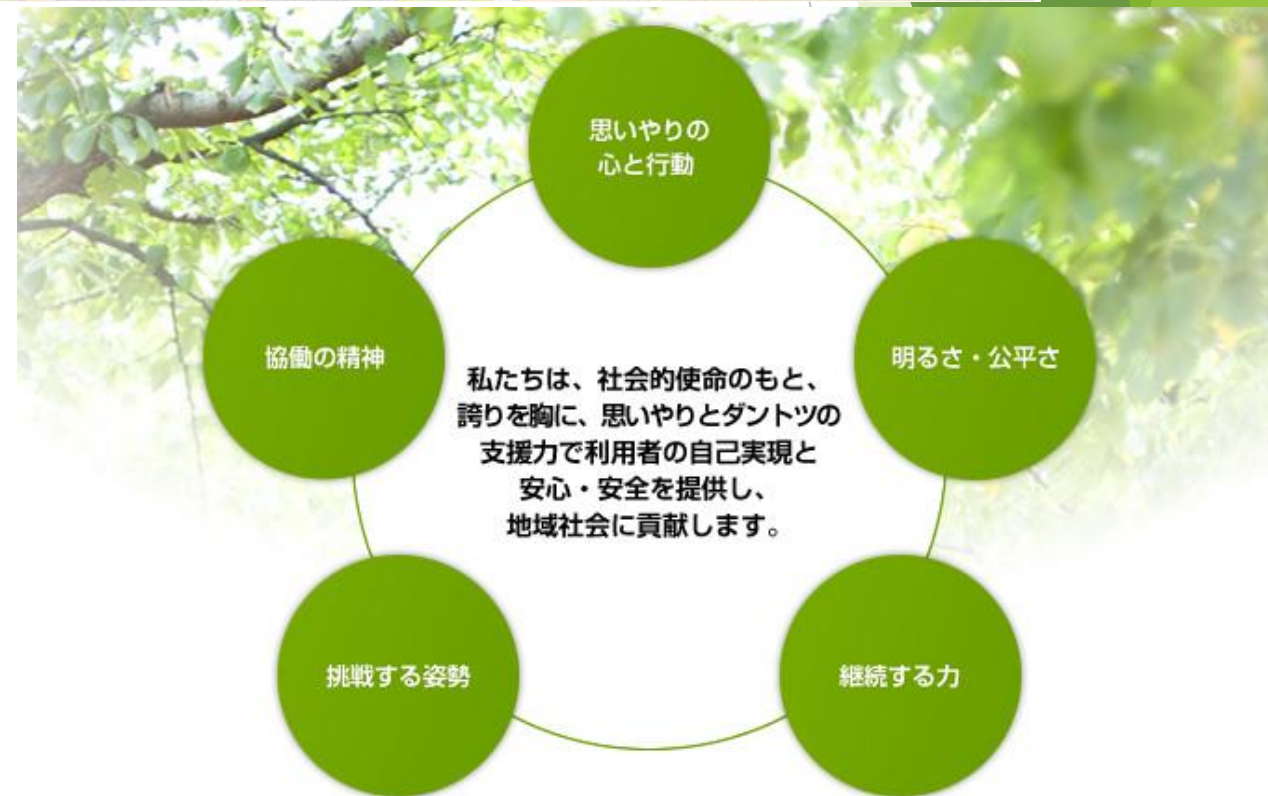 思いやりの
心と行動
明るさ・公平さ
協働の精神
私たちは、社会的使命のもと、
誇りを胸に、思いやりとダントツの
支援力で利用者の自己実現と
安心・安全を提供し、
地域社会に貢献します。
挑戦する姿勢
継続する力